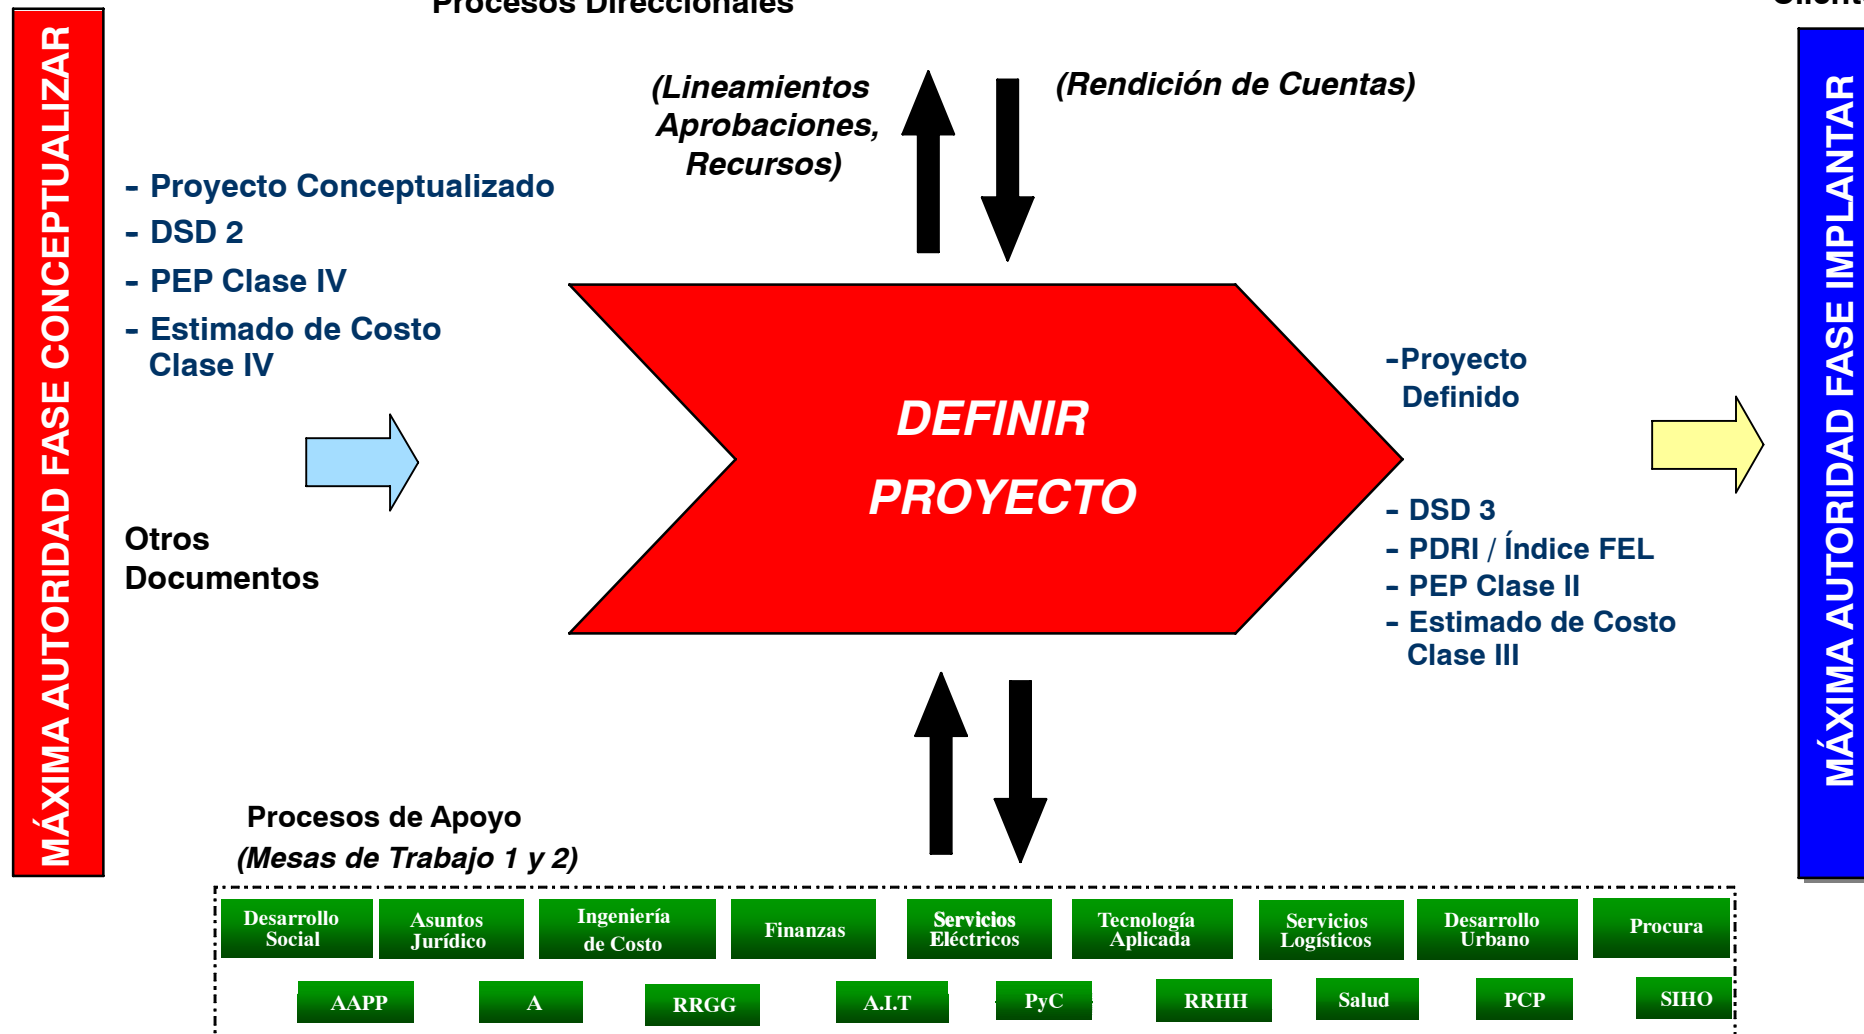 Procesos Direccionales
MÁXIMA AUTORIDAD FASE CONCEPTUALIZAR
(Lineamientos
Aprobaciones,
Recursos)
(Rendición de Cuentas)
- Proyecto Conceptualizado
- DSD 2
- PEP Clase IV
- Estimado de Costo
Clase IV
Otros
Documentos
DEFINIR
PROYECTO
-Proyecto
Definido
- DSD 3
- PDRI / Índice FEL
- PEP Clase II
- Estimado de Costo
Clase III
MÁXIMA AUTORIDAD FASE IMPLANTAR
Procesos de Apoyo
(Mesas de Trabajo 1 y 2)
Desarrollo
Social
Asuntos
Jurídico
Ingeniería
de Costo
Finanzas
Servicios
Eléctricos
Tecnología
Aplicada
Servicios
Logísticos
Desarrollo
Urbano
Procura
AAPP
A
RRGG
A.I.T
PyC
RRHH
Salud
PCP
SIHO